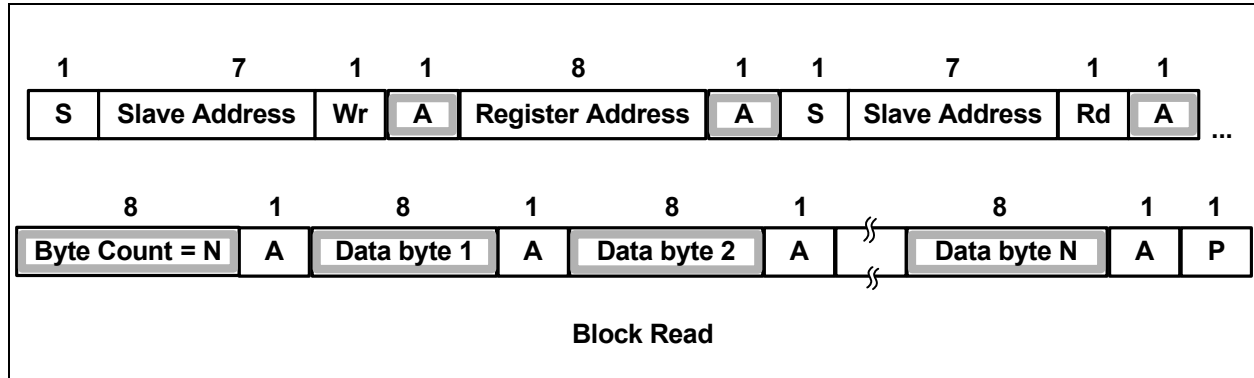 1 7 1 1 8 1 1 7 1 1
S Slave Address Wr A Register Address A S Slave Address Rd A ...
8 1 8 1 8 1 8 1 1
Byte Count = N A Data byte 1 A Data byte 2 A Data byte N A P
Block Read